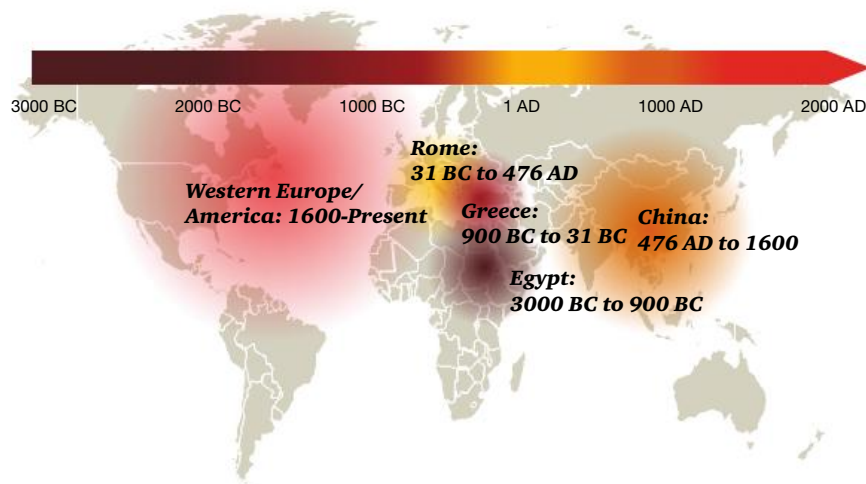 3000 BC 2000 BC 1000 BC 1 AD 1000 AD 2000 AD
Rome:
31 BC to 476 AD
Western Europe/
America: 1600-Present
Greece:
900 BC to 31 BC
China:
476 AD to 1600
Egypt:
3000 BC to 900 BC